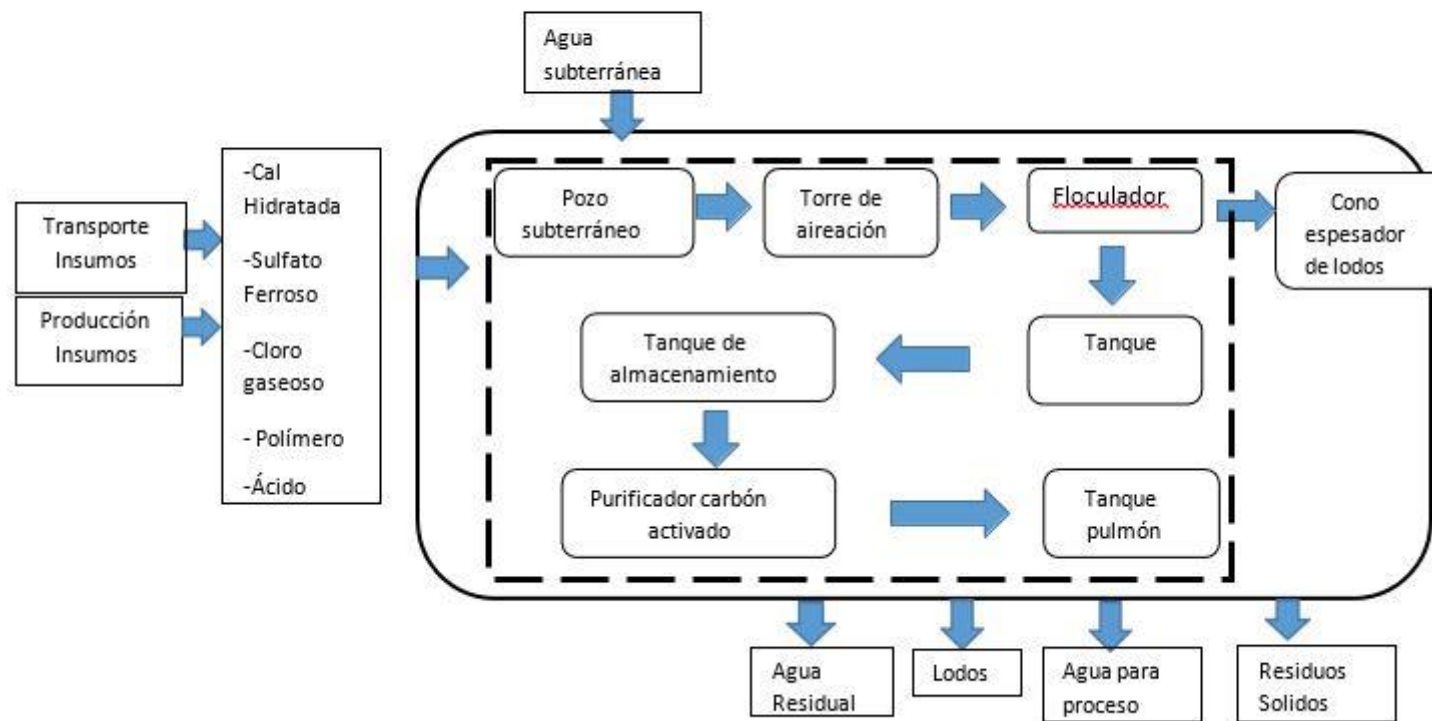 Agua
subterránea
Transporte
Insumos
Producción
Insumos
-Cal
Hidratada
-Sulfato
Ferroso
-Cloro
gaseoso
- Polímero
-Ácido
Pozo
subterráneo
Torre de
aireación
Floculador
Cono
espesador
de lodos
Tanque de
almacenamiento
Tanque
Purificador carbón
activado
Tanque
pulmón
Agua
Residual
Lodos
Agua para
proceso
Residuos
Solidos